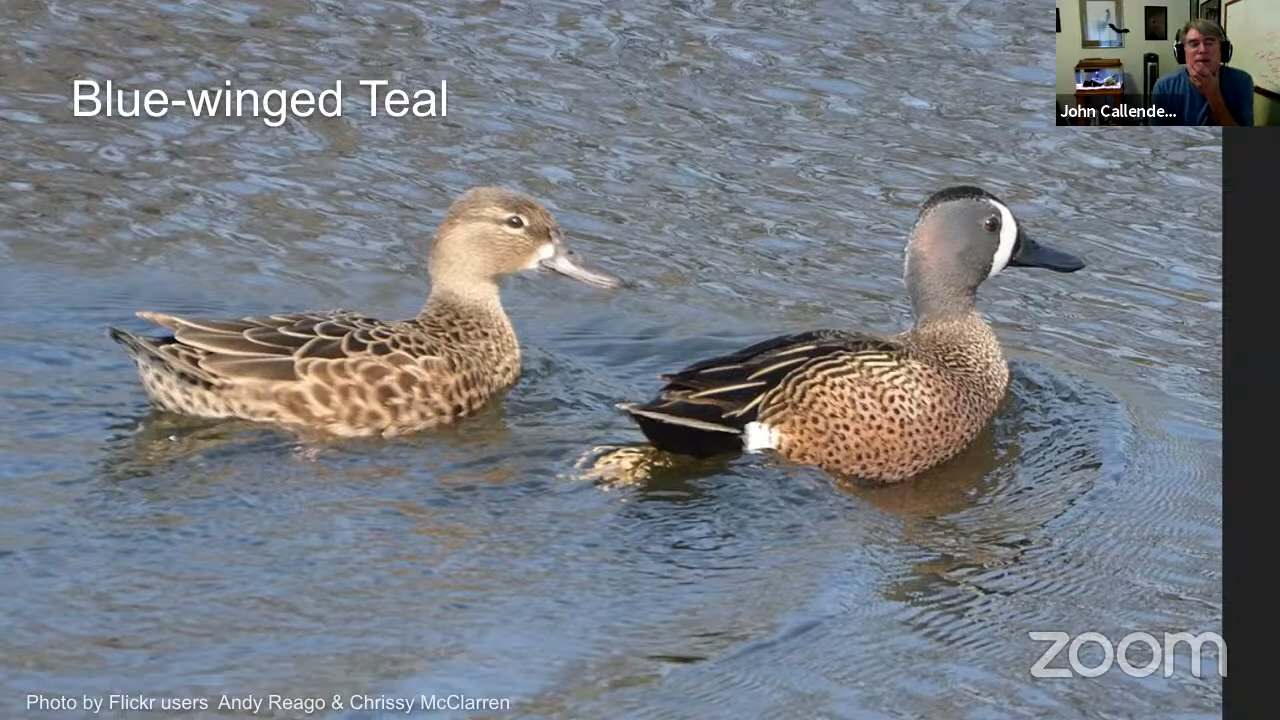 Blue-winged Teal
John Callende...
zoom
Photo by Flickr users Andy Reago & Chrissy McClarren